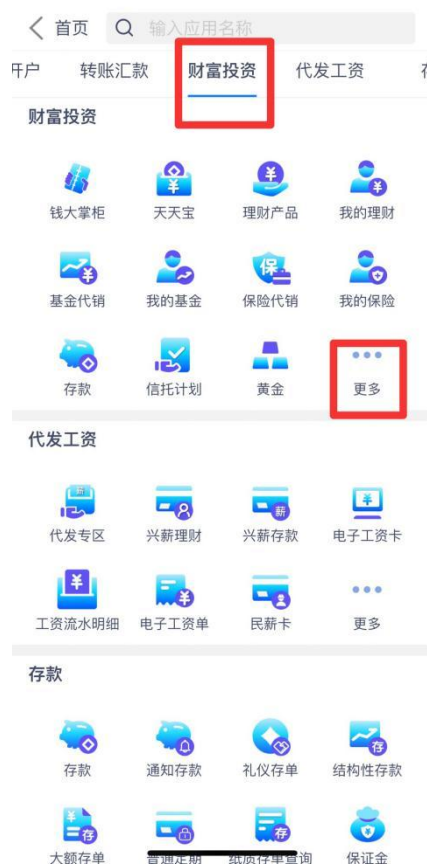 首页 输入应用名称
开户 转账汇款 财富投资 代发工资
财富投资
钱大掌柜 天天宝 理财产品 我的理财
基金代销 我的基金 保险代销 我的保险
存款 信托计划 黄金 更多
代发工资
代发专区 兴薪理财 兴薪存款 电子工资卡
工资流水明细 电子工资单 民薪卡 更多
存款
存款 通知存款 礼仪存单 结构性存款
大额存单 普通定期 纸质存单查询 保证金